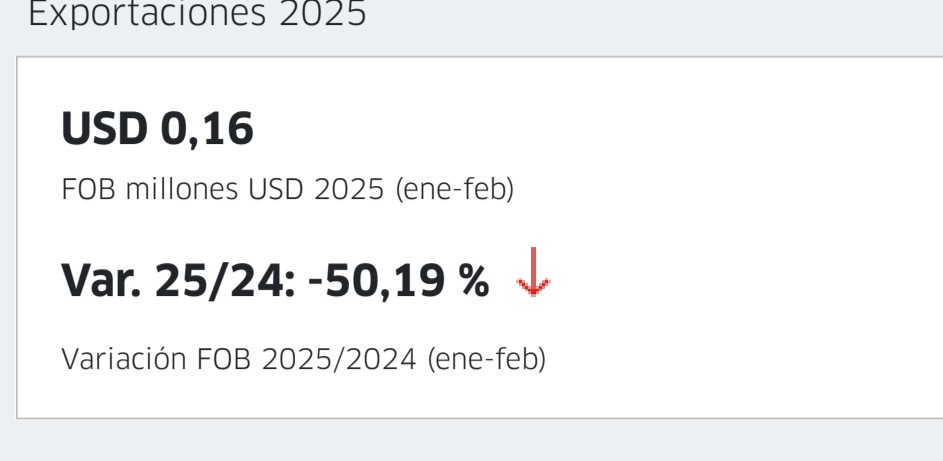 Exportaciones 2025
USD 0,16
FOB millones USD 2025 (ene-feb)
Var. 25/24: -50,19 %
Variación FOB 2025/2024 (ene-feb)